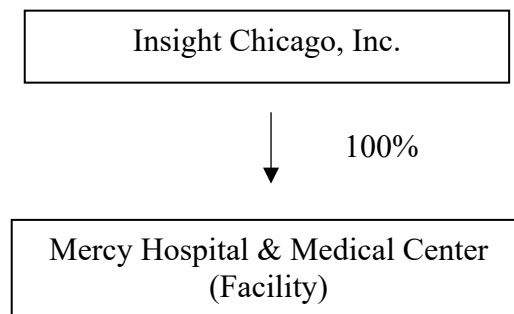 Insight Chicago, Inc.
100%
Mercy Hospital & Medical Center
(Facility)